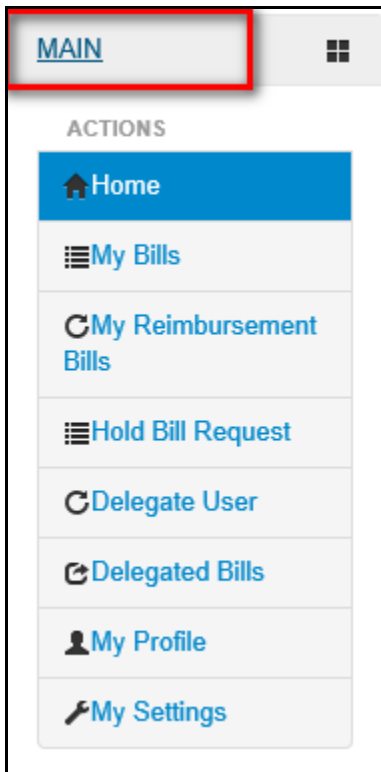 MAIN
ACTIONS
Home
My Bills
My Reimbursement
Bills
Hold Bill Request
Delegate User
Delegated Bills
My Profile
My Settings